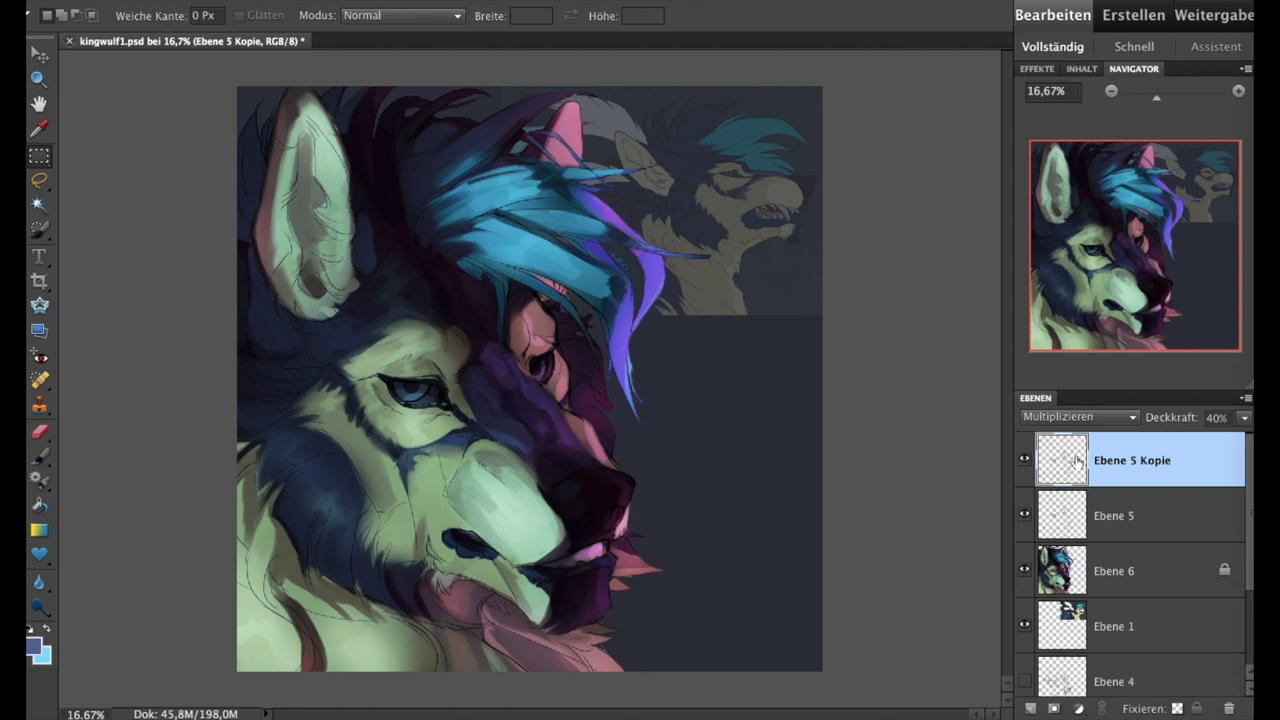 Weiche Kante: 0 Px Glätten Modus: Normal Breite: Höhe:
Bearbeiten Erstellen Weitergabe
kingwulf1.psd bei 16,7% (Ebene 5 Kopie, RGB/8) *
Vollständig Schnell Assistent
EFFEKTE INHALT NAVIGATOR
16,67%
EBENEN
Multiplizieren Deckkraft: 40%
Ebene 5 Kopie
Ebene 5
Ebene 6
Ebene 1
Ebene 4
Fixieren:
16.67% Dok: 45,8M/198,0M